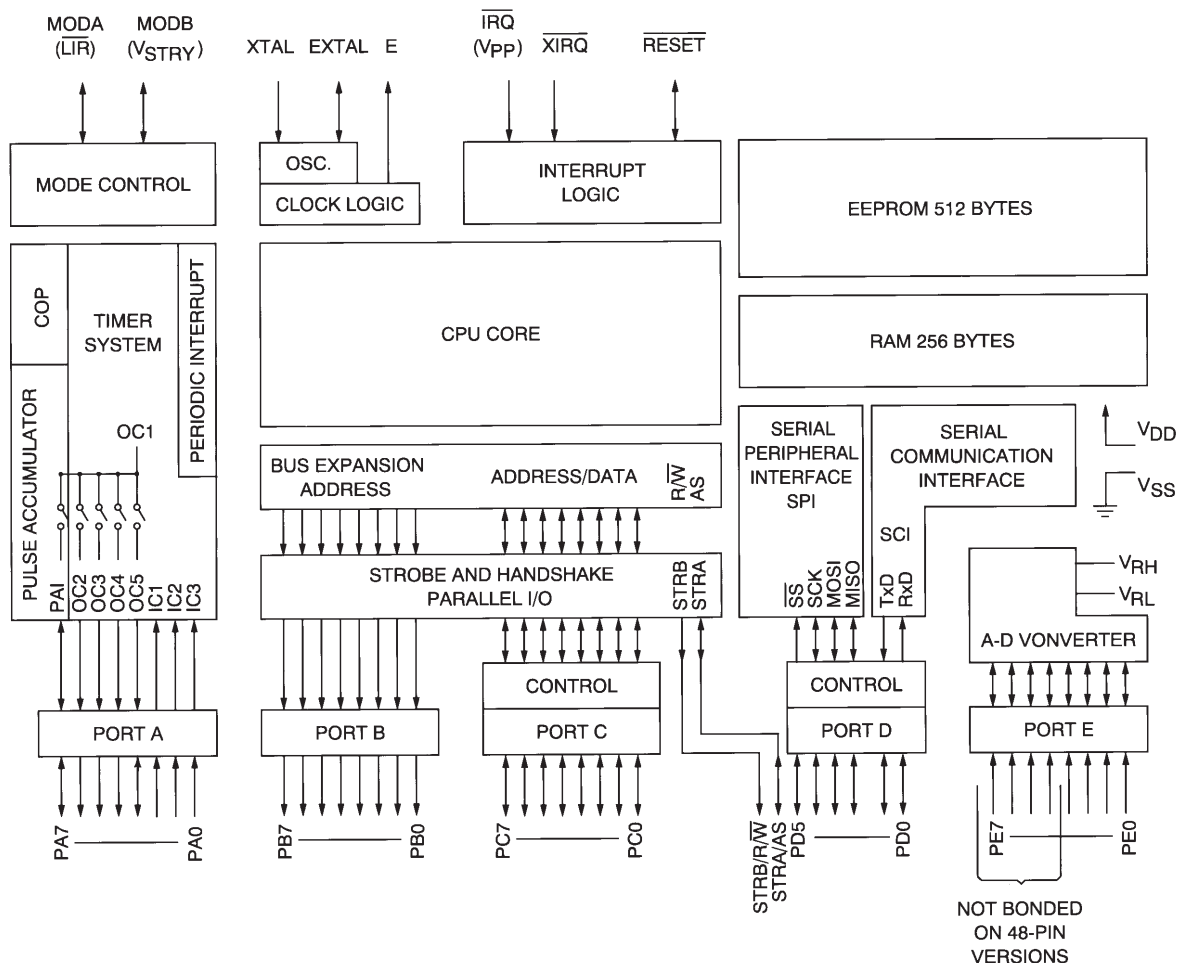 MODA
(LIR)
MODB
(VSTRY)
XTAL
EXTAL
E
IRQ
(VPP)
XIRQ
RESET
MODE CONTROL
OSC.
CLOCK LOGIC
INTERRUPT
LOGIC
EEPROM 512 BYTES
COP
TIMER
SYSTEM
PERIODIC INTERRUPT
CPU CORE
RAM 256 BYTES
PULSE ACCUMULATOR
OC1
BUS EXPANSION
ADDRESS
ADDRESS/DATA
R/W
AS
SERIAL
PERIPHERAL
INTERFACE
SPI
SERIAL
COMMUNICATION
INTERFACE
SCI
VDD
VSS
PAI
OC2
OC3
OC4
OC5
IC1
IC2
IC3
STROBE AND HANDSHAKE
PARALLEL I/O
STRB
STRA
SS
SCK
MOSI
MISO
TxD
RxD
VRH
VRL
A-D VONVERTER
CONTROL
CONTROL
PORT A
PORT B
PORT C
PORT D
PORT E
PA7
PA0
PB7
PB0
PC7
PC0
STRB/R/W
STRA/AS
PD5
PD0
PE7
PE0
NOT BONDED
ON 48-PIN
VERSIONS